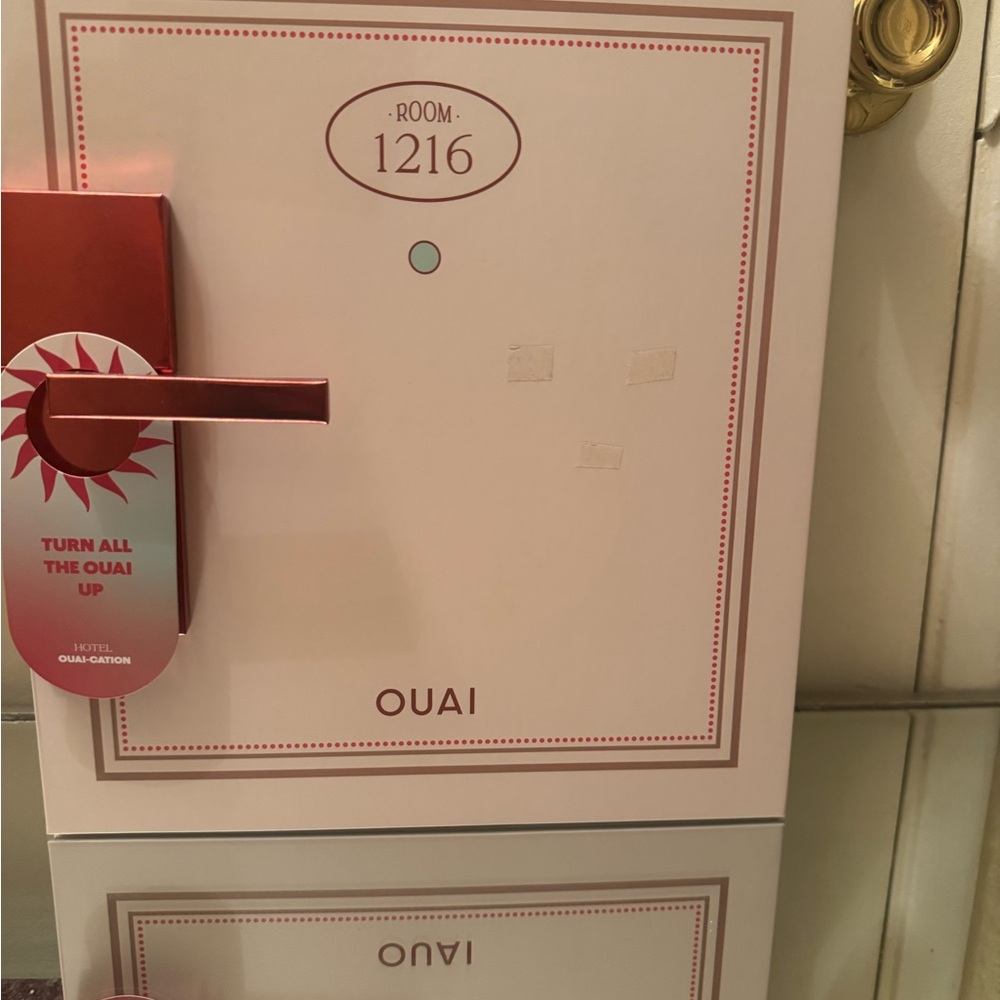 ·ROOM·
1216
TURN ALL
THE OUAI
UP
HOTEL
OUAI-CATION
OUAI
OUAI